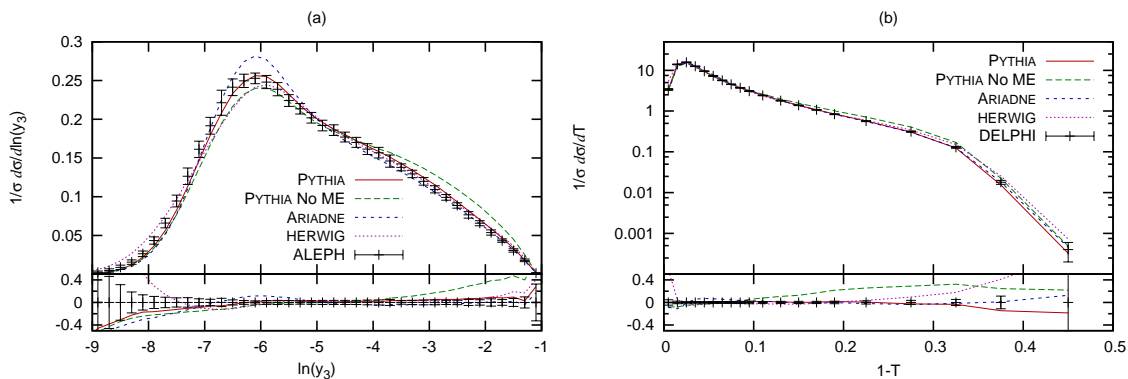 (a)
0.3
0.25
0.2
0.15
0.1
0.05
1/σ dσ/dln(y3)
PYTHIA
PYTHIA NO ME
ARIADNE
HERWIG
ALEPH
0.4
0
-0.4
-9 -8 -7 -6 -5 -4 -3 -2 -1
ln(y3)
(b)
10
1
0.1
0.01
0.001
1/σ dσ/dT
PYTHIA
PYTHIA NO ME
ARIADNE
HERWIG
DELPHI
0.4
0
-0.4
0 0.1 0.2 0.3 0.4 0.5
1-T